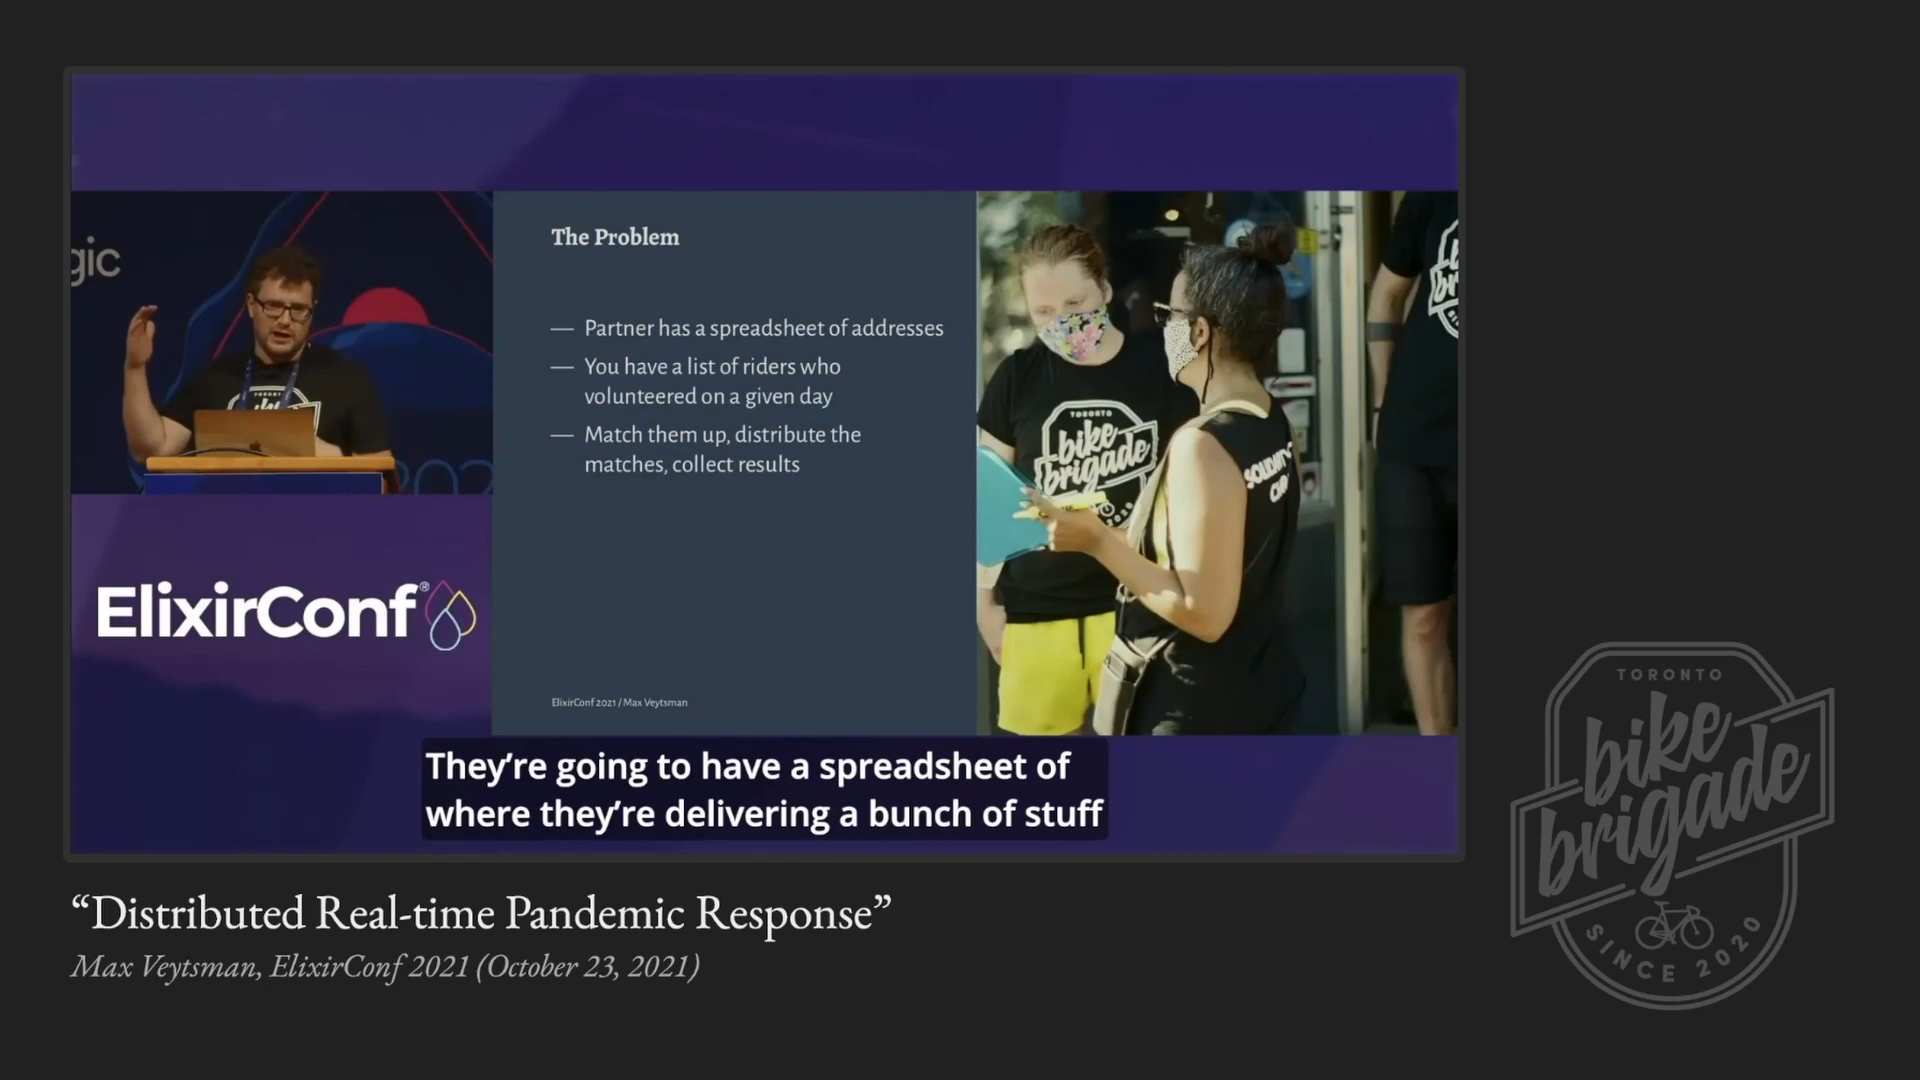 gic
202
ElixirConf®
The Problem
— Partner has a spreadsheet of addresses
— You have a list of riders who
volunteered on a given day
— Match them up, distribute the
matches, collect results
ElixirConf 2021 / Max Veytsman
TORONTO
bike
brigade
2020
They’re going to have a spreadsheet of
where they’re delivering a bunch of stuff
“Distributed Real-time Pandemic Response”
Max Veytsman, ElixirConf 2021 (October 23, 2021)
TORONTO
bike
brigade
SINCE 2020